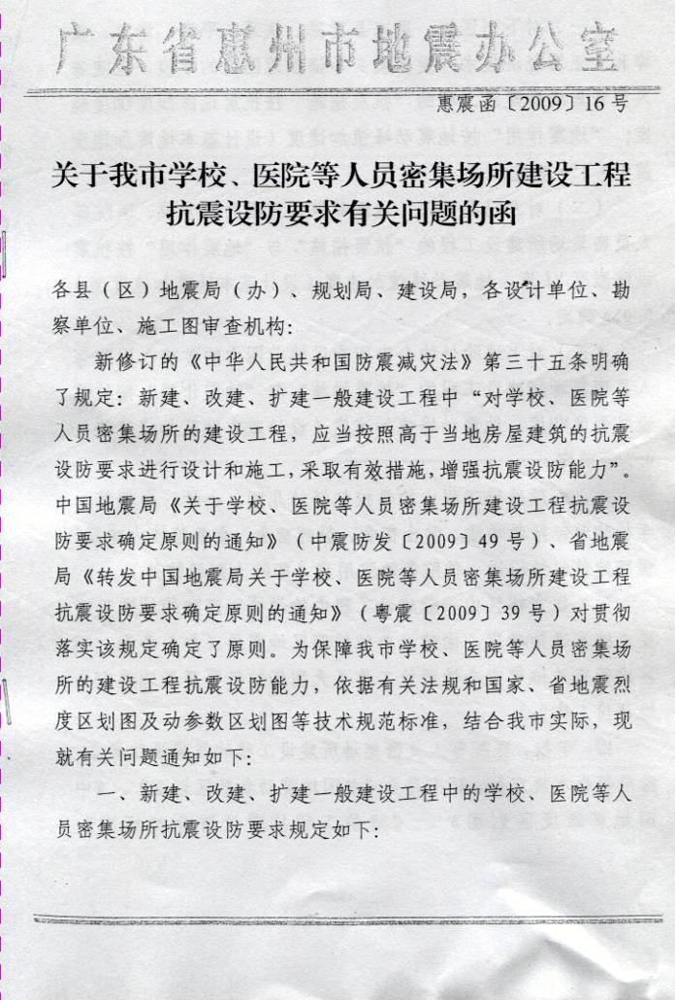 广东省惠州市地震办公室
惠震函〔2009〕16号
关于我市学校、医院等人员密集场所建设工程
抗震设防要求有关问题的函
各县（区）地震局（办）、规划局、建设局，各设计单位、勘
察单位、施工图审查机构：
新修订的《中华人民共和国防震减灾法》第三十五条明确
了规定：新建、改建、扩建一般建设工程中“对学校、医院等
人员密集场所的建设工程，应当按照高于当地房屋建筑的抗震
设防要求进行设计和施工，采取有效措施，增强抗震设防能力”。
中国地震局《关于学校、医院等人员密集场所建设工程抗震设
防要求确定原则的通知》（中震防发〔2009〕49号）、省地震
局《转发中国地震局关于学校、医院等人员密集场所建设工程
抗震设防要求确定原则的通知》（粤震〔2009〕39号）对贯彻
落实该规定确定了原则。为保障我市学校、医院等人员密集场
所的建设工程抗震设防能力，依据有关法规和国家、省地震烈
度区划图及动参数区划图等技术规范标准，结合我市实际，现
就有关问题通知如下：
一、新建、改建、扩建一般建设工程中的学校、医院等人
员密集场所抗震设防要求规定如下：